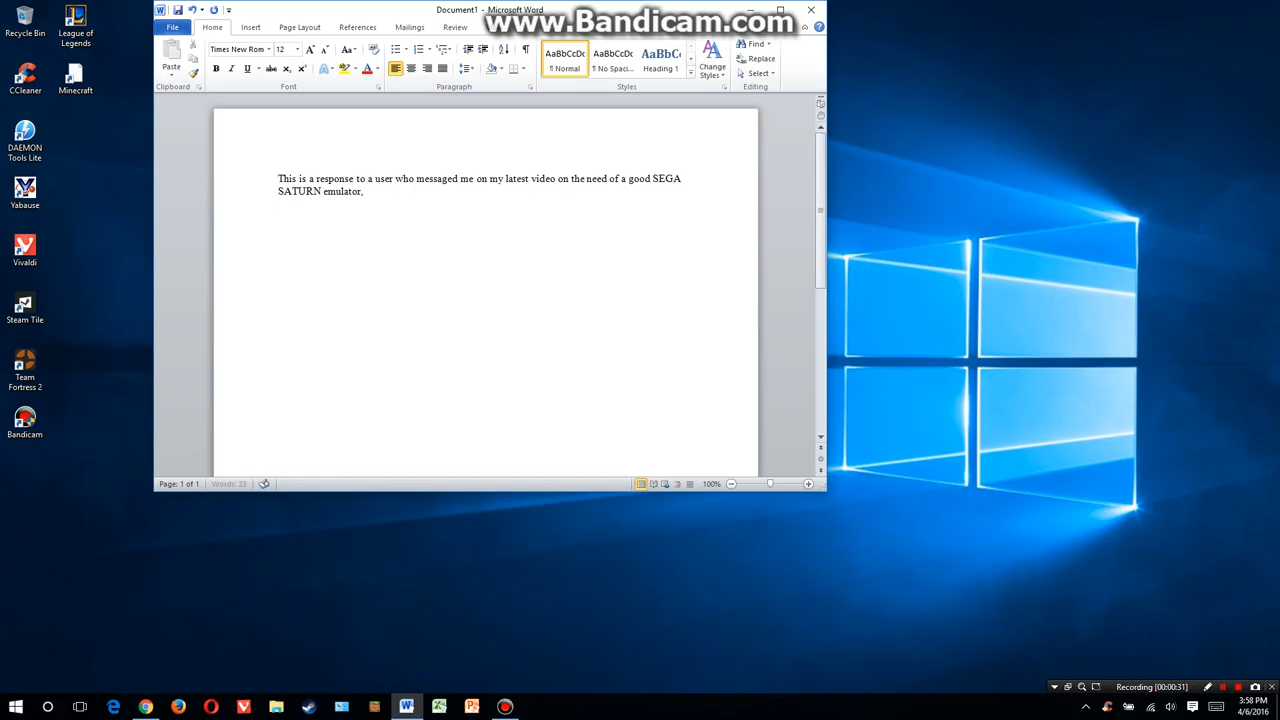 Document1 - Microsoft Word
www.Bandicam.com
File Home Insert Page Layout References Mailings Review
Times New Rom 12
Paste
Clipboard
Font
Paragraph
AaBbCcDc AaBbCcDc AaBbCc
¶ Normal ¶ No Spaci... Heading 1
Change
Styles
Styles
Find
Replace
Select
Editing
This is a response to a user who messaged me on my latest video on the need of a good SEGA
SATURN emulator.
Page: 1 of 1 Words: 23
100%
Recycle Bin
League of
Legends
CCleaner
Minecraft
DAEMON
Tools Lite
Yabause
Vivaldi
Steam Tile
Team
Fortress 2
Bandicam
Recording [00:00:31]
3:58 PM
4/6/2016